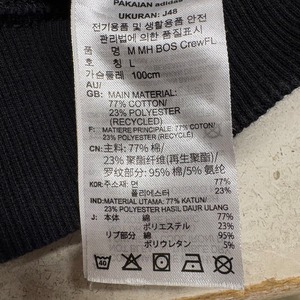 PAKAIAN adidas
UKURAN: J48
전기용품 및 생활용품 안전
관리법에 의한 품질표시
품명 M MH BOS CrewFL
호칭 L
가슴둘레 100cm
AU/
GB: MAIN MATERIAL:
77% COTTON/
23% POLYESTER
(RECYCLED)
F: MATIERE PRINCIPALE: 77% COTON/
23% POLYESTER (RECYCLÉ)
CN: 主料: 77% 棉/
23% 聚酯纤维(再生聚酯)/
罗纹部分: 95% 棉/5% 氨纶
KOR: 주소재: 면 77%
폴리에스터 23%
IND: MATERIAL UTAMA: 77% KATUN/
23% POLYESTER HASIL DAUR ULANG
J: 本体 綿 77%
ポリエステル 23%
リブ部分 綿 95%
ポリウレタン 5%